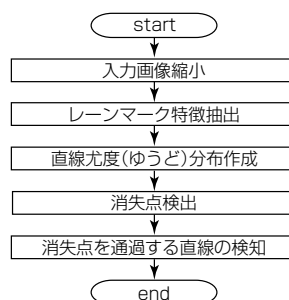 start
入力画像縮小
レーンマーク特徴抽出
直線尤度(ゆうど)分布作成
消失点検出
消失点を通過する直線の検知
end